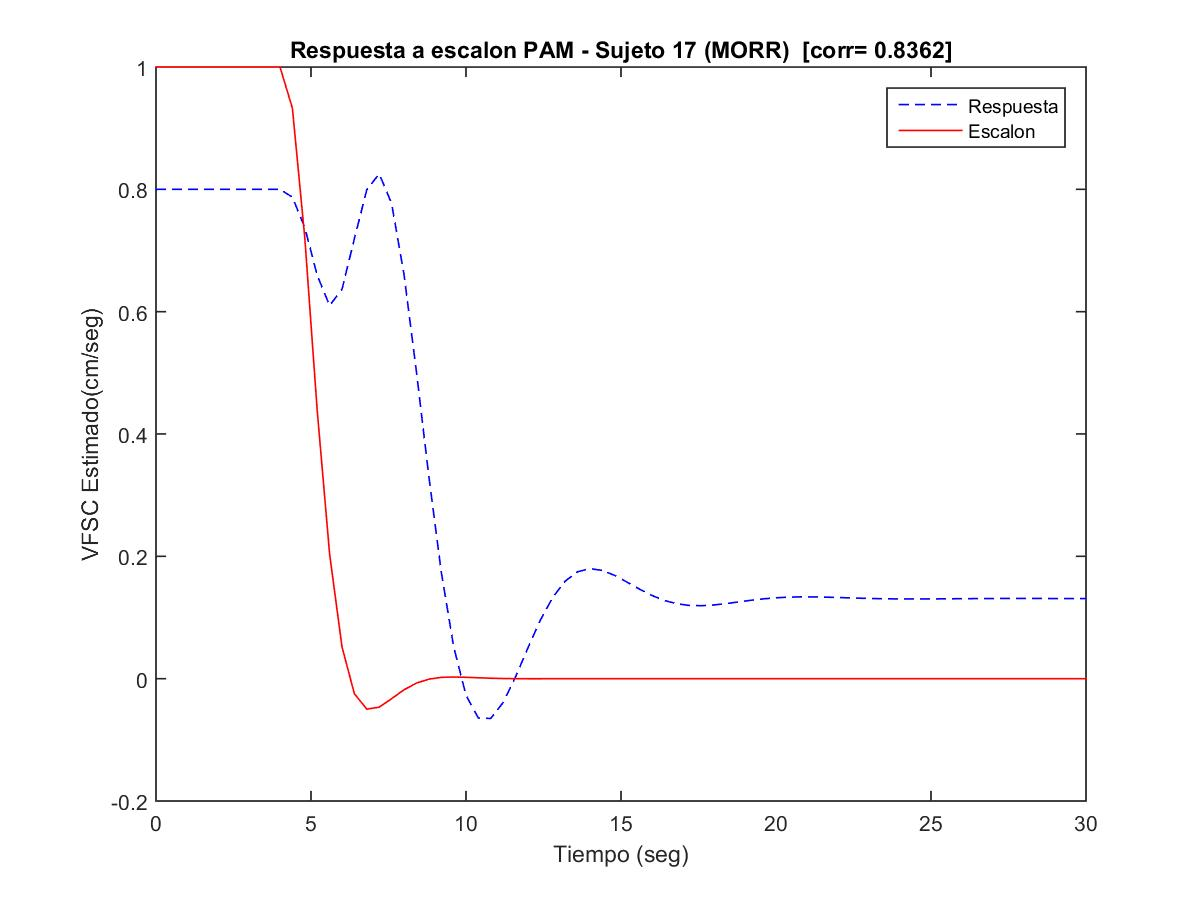 Respuesta a escalon PAM - Sujeto 17 (MORR) [corr= 0.8362]
Respuesta
Escalon
1
0.8
0.6
0.4
0.2
0
-0.2
VFSC Estimado(cm/seg)
0 5 10 15 20 25 30
Tiempo (seg)